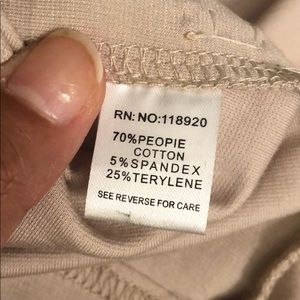 RN: NO:118920
70%PEOPIE
COTTON
5%SPANDEX
25%TERYLENE
SEE REVERSE FOR CARE